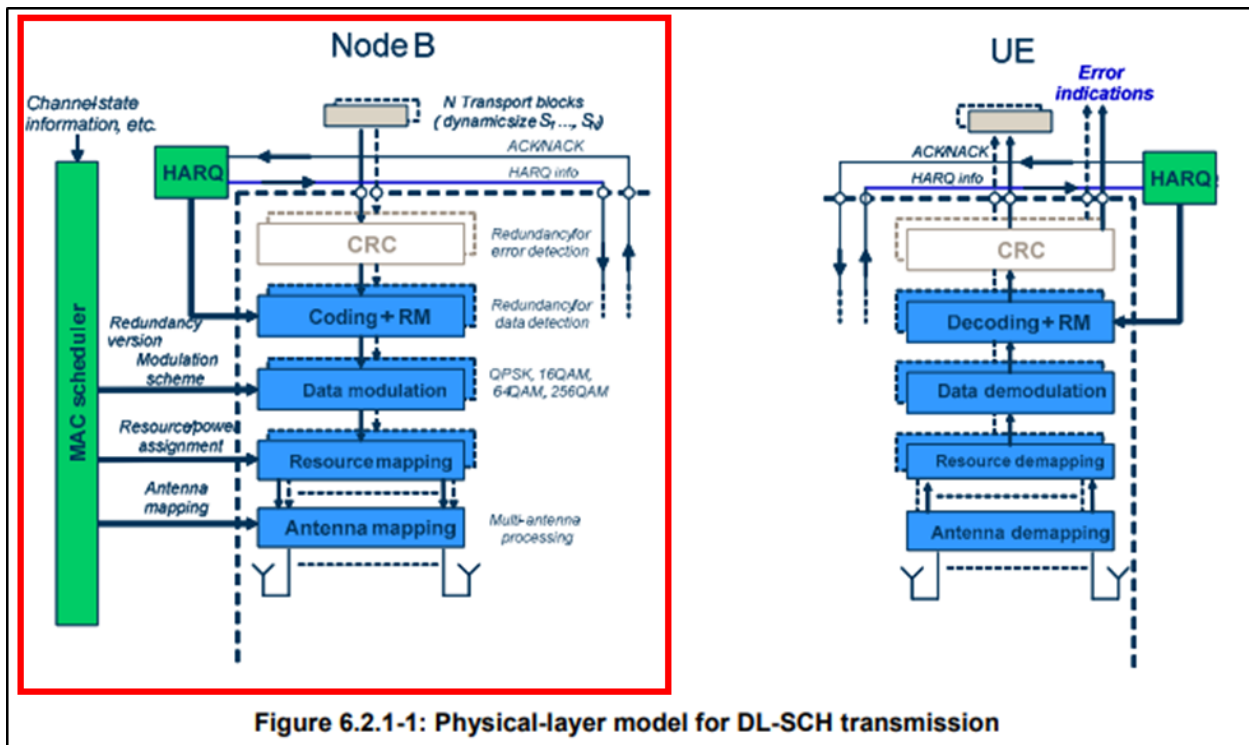 Node B
Channel-state
information, etc.
N Transport blocks
(dynamic size S1 ..., SN)
ACK/NACK
HARQ
HARQ info
CRC
Redundancy for
error detection
Coding + RM
Redundancy for
data detection
Redundancy
version
Modulation
scheme
Data modulation
QPSK, 16QAM,
64QAM, 256QAM
MAC scheduler
Resource/power
assignment
Resource mapping
Antenna
mapping
Antenna mapping
Multi-antenna
processing
UE
Error
indications
ACK/NACK
HARQ info
HARQ
CRC
Decoding + RM
Data demodulation
Resource demapping
Antenna demapping
Figure 6.2.1-1: Physical-layer model for DL-SCH transmission